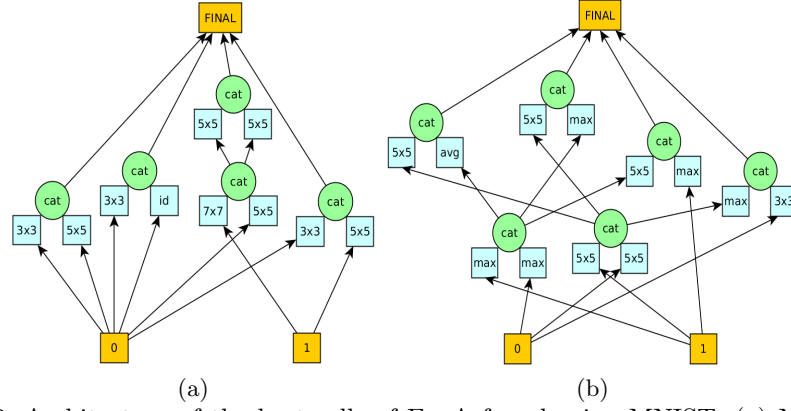 FINAL
cat
5x5 5x5
cat
3x3 id
cat
7x7 5x5
cat
3x3 5x5
cat
3x3 5x5
0
1
(a)
FINAL
cat
5x5 max
cat
5x5 avg
cat
5x5 max
cat
max 3x3
cat
max max
cat
5x5 5x5
0
1
(b)